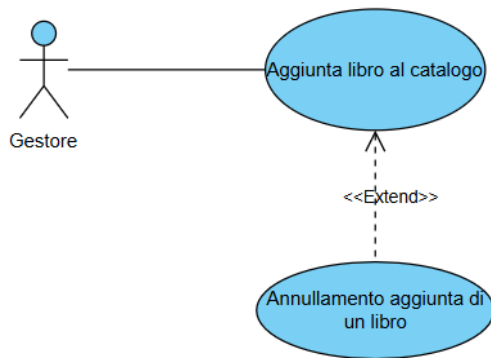 Aggiunta libro al catalogo
Gestore
<<Extend>>
Annullamento aggiunta di
un libro